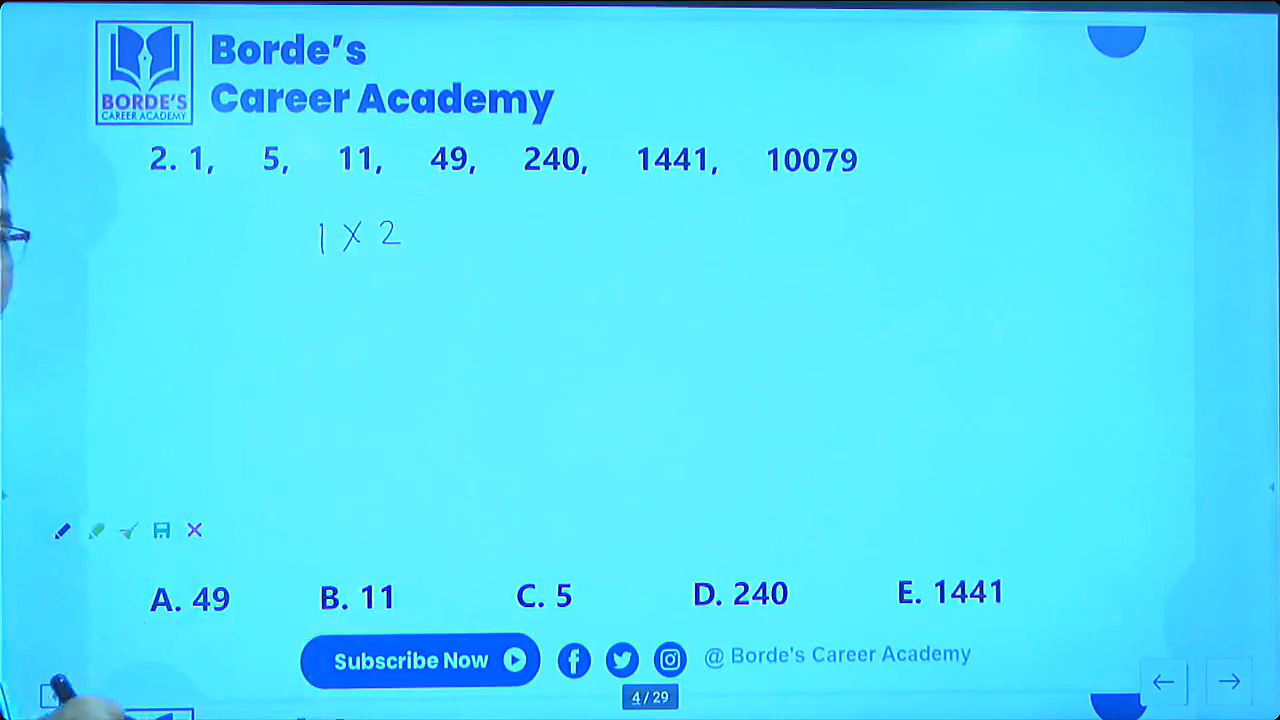 BORDE'S
CAREER ACADEMY
Borde's
Career Academy
2. 1, 5, 11, 49, 240, 1441, 10079
1 X 2
A. 49 B. 11 C. 5 D. 240 E. 1441
Subscribe Now @ Borde's Career Academy
4 / 29